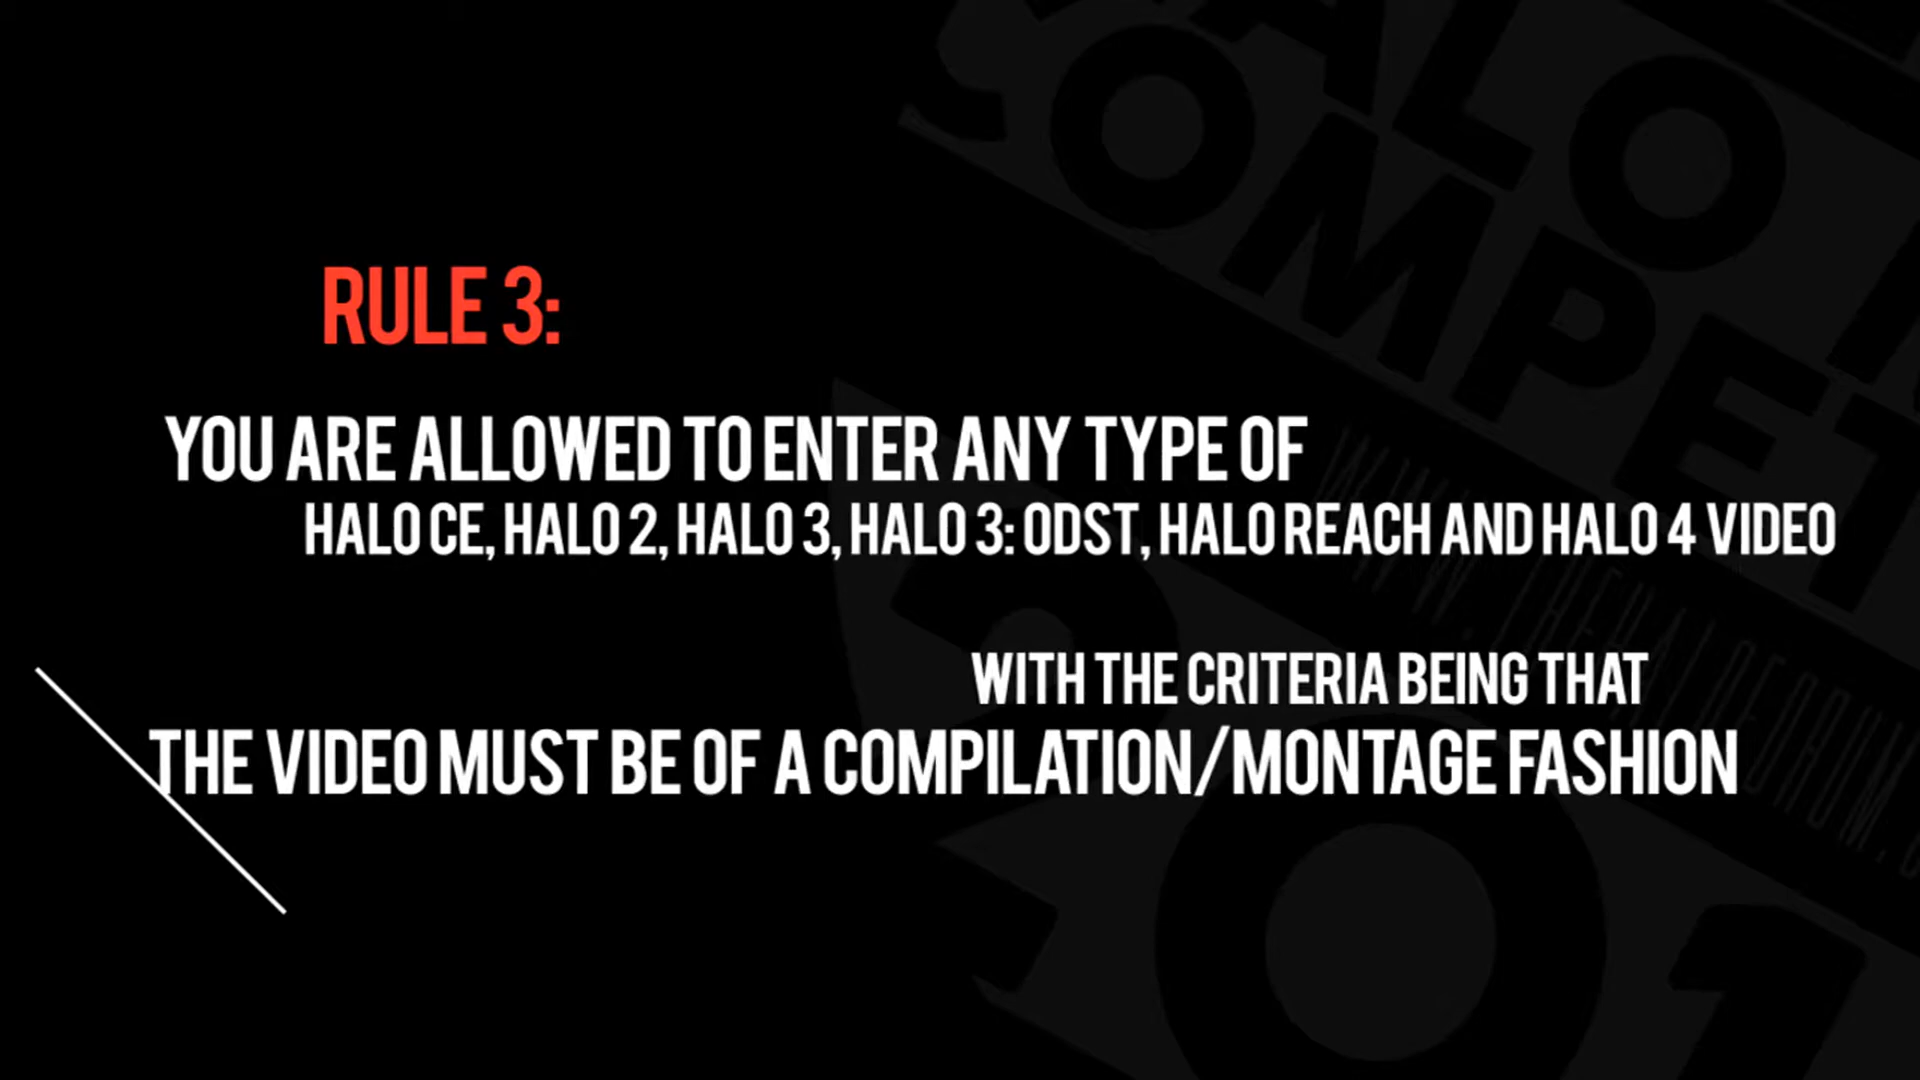 RULE 3:
YOU ARE ALLOWED TO ENTER ANY TYPE OF
HALO CE, HALO 2, HALO 3, HALO 3: ODST, HALO REACH AND HALO 4 VIDEO
WITH THE CRITERIA BEING THAT
THE VIDEO MUST BE OF A COMPILATION/MONTAGE FASHION